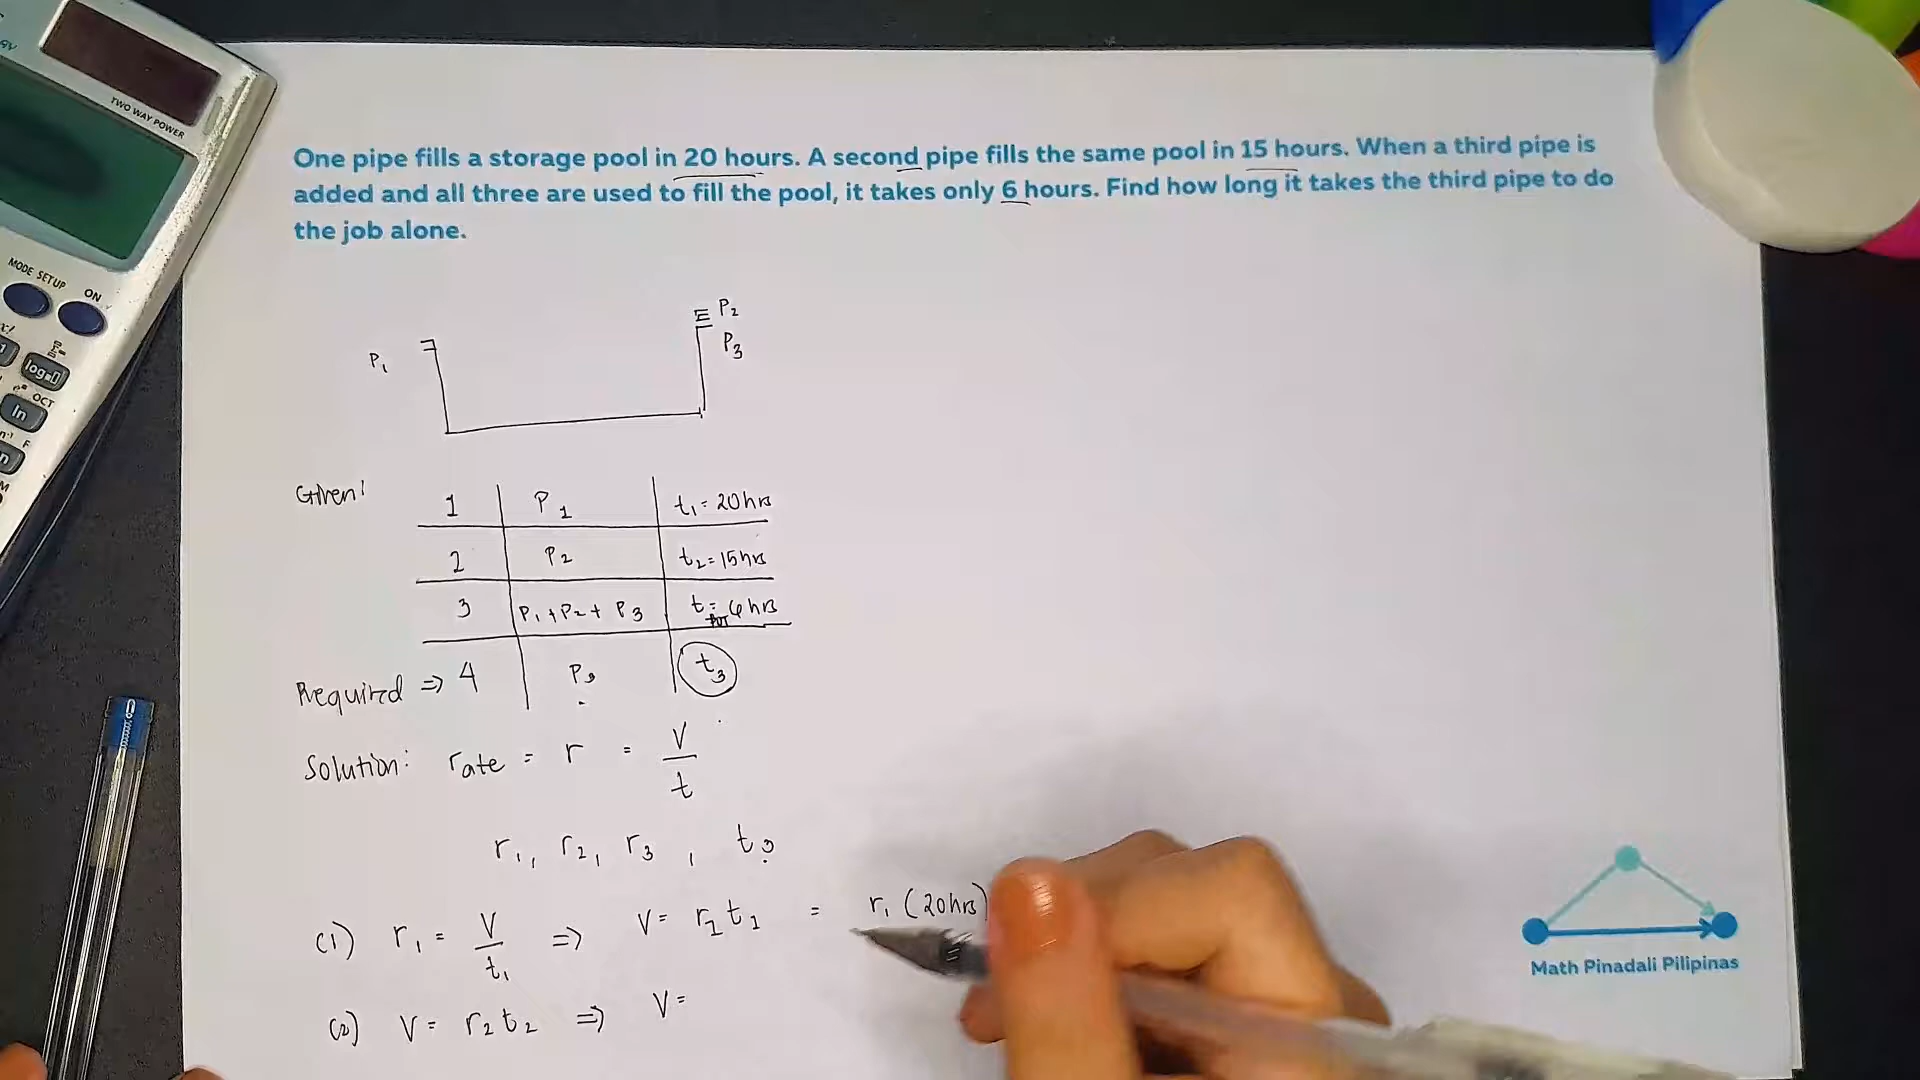 TWO WAY POWER
MODE SETUP ON
log
OCT
In
One pipe fills a storage pool in 20 hours. A second pipe fills the same pool in 15 hours. When a third pipe is
added and all three are used to fill the pool, it takes only 6 hours. Find how long it takes the third pipe to do
the job alone.
P₂
P₁ P₃
Given:
1 P₁ t₁ = 20hrs
2 P₂ t₂ = 15hrs
3 P₁ + P₂ + P₃ t = 6hrs
Required => 4 P₃ t₃
Solution: rate = r = V/t
r₁, r₂, r₃, t₃
(1) r₁ = V/t₁ => V = r₁t₁ = r₁(20hrs)
(2) V = r₂t₂ => V =
Math Pinadali Pilipinas